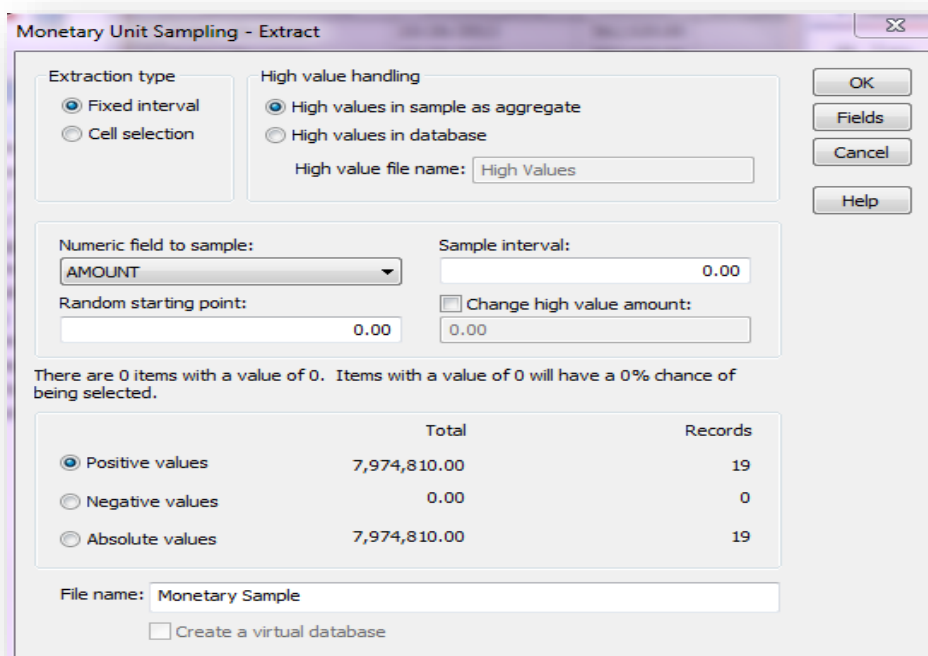 Monetary Unit Sampling - Extract
Extraction type
Fixed interval
Cell selection
High value handling
High values in sample as aggregate
High values in database
High value file name: High Values
OK
Fields
Cancel
Help
Numeric field to sample:
AMOUNT
Sample interval:
0.00
Random starting point:
0.00
Change high value amount:
0.00
There are 0 items with a value of 0. Items with a value of 0 will have a 0% chance of
being selected.
Total Records
Positive values 7,974,810.00 19
Negative values 0.00 0
Absolute values 7,974,810.00 19
File name: Monetary Sample
Create a virtual database